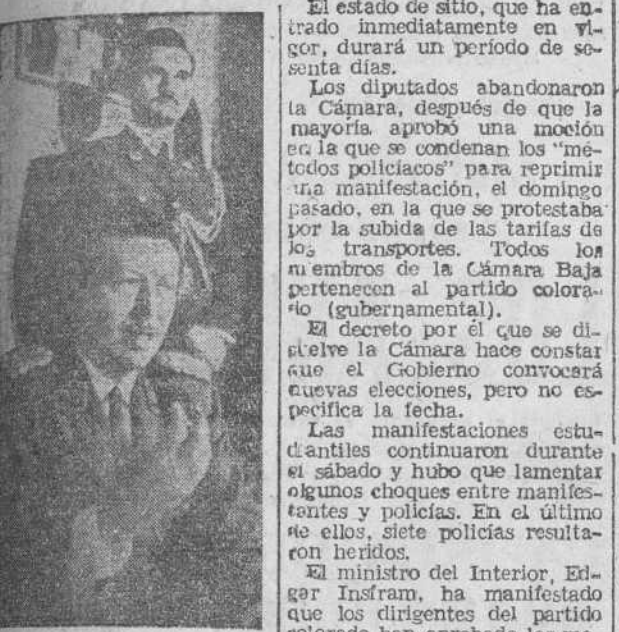 El estado de sitio, que ha en-
trado inmediatamente en vi-
gor, durará un período de se-
senta días.
Los diputados abandonaron
la Cámara, después de que la
mayoría aprobó una moción
en la que se condenan los "mé-
todos policíacos" para reprimir
una manifestación, el domingo
pasado, en la que se protestaba
por la subida de las tarifas de
los transportes. Todos los
miembros de la Cámara Baja
pertenecen al partido colora-
do (gubernamental).
El decreto por el que se di-
suelve la Cámara hace constar
que el Gobierno convocará
nuevas elecciones, pero no es-
pecifica la fecha.
Las manifestaciones estu-
diantiles continuaron durante
el sábado y hubo que lamentar
algunos choques entre manifes-
tantes y policías. En el último
de ellos, siete policías resulta-
ron heridos.
El ministro del Interior, Ed-
gar Insfram, ha manifestado
que los dirigentes del partido
colorado han aprobado